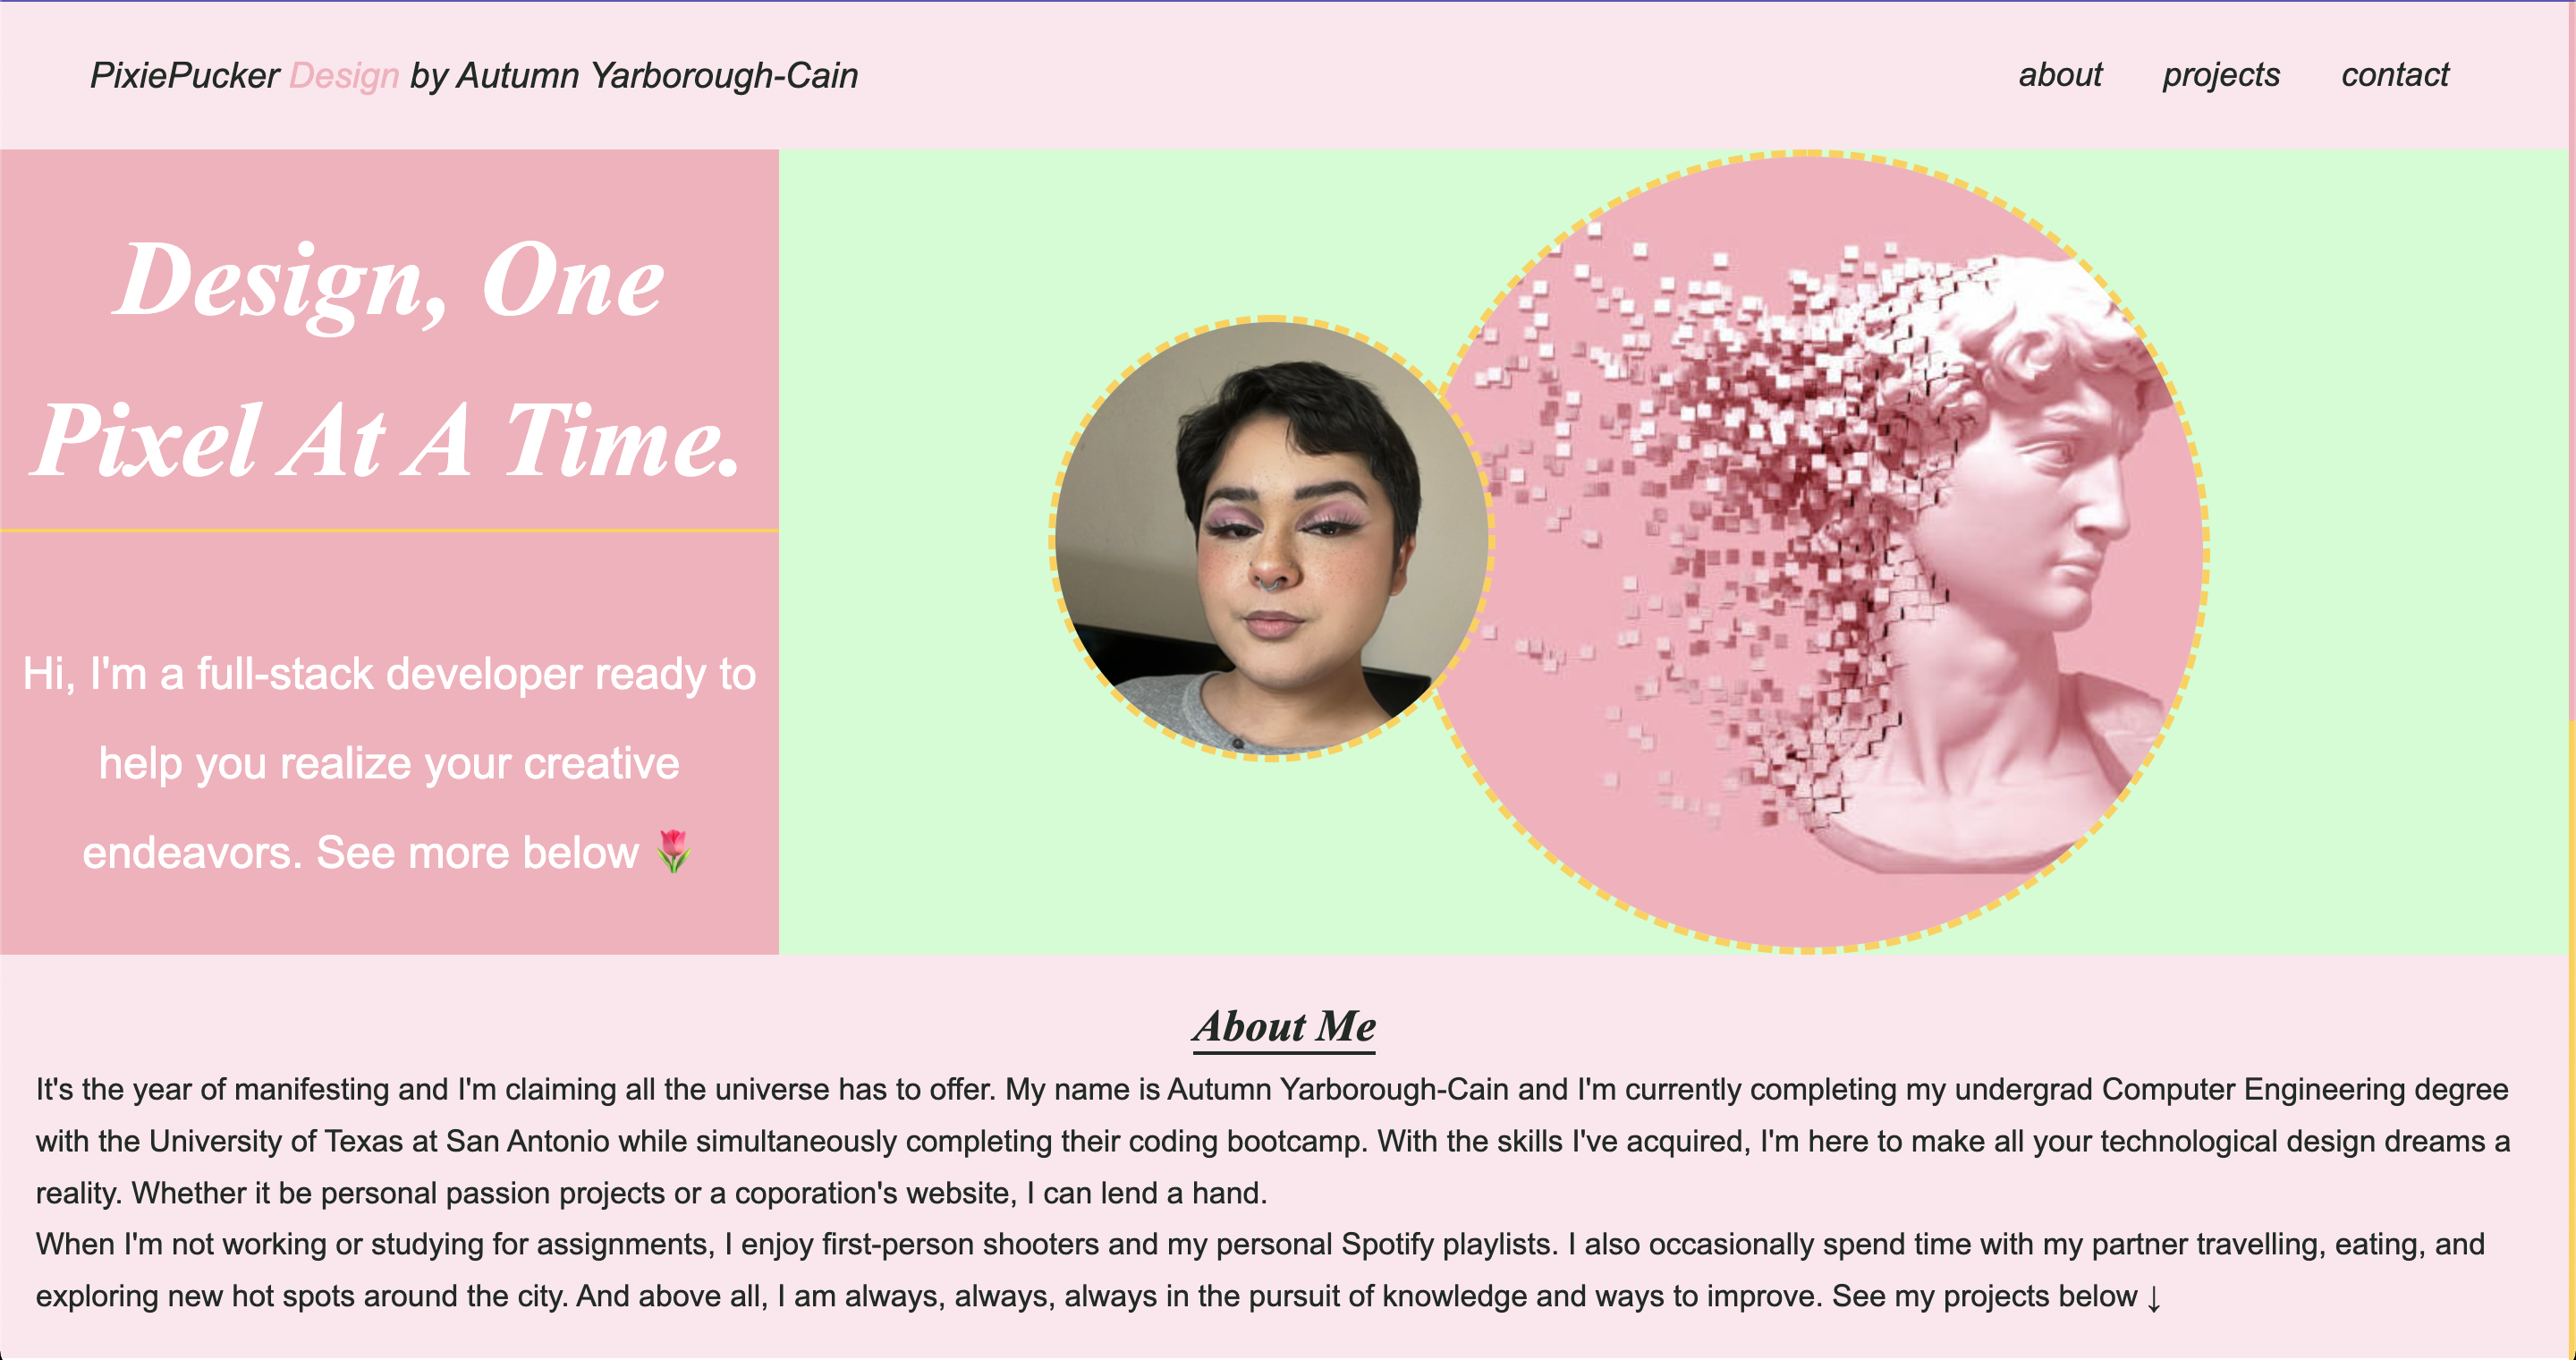 PixiePucker Design by Autumn Yarborough-Cain
about projects contact
Design, One
Pixel At A Time.
Hi, I'm a full-stack developer ready to
help you realize your creative
endeavors. See more below 🌷
About Me
It's the year of manifesting and I'm claiming all the universe has to offer. My name is Autumn Yarborough-Cain and I'm currently completing my undergrad Computer Engineering degree
with the University of Texas at San Antonio while simultaneously completing their coding bootcamp. With the skills I've acquired, I'm here to make all your technological design dreams a
reality. Whether it be personal passion projects or a coporation's website, I can lend a hand.
When I'm not working or studying for assignments, I enjoy first-person shooters and my personal Spotify playlists. I also occasionally spend time with my partner travelling, eating, and
exploring new hot spots around the city. And above all, I am always, always, always in the pursuit of knowledge and ways to improve. See my projects below ↓